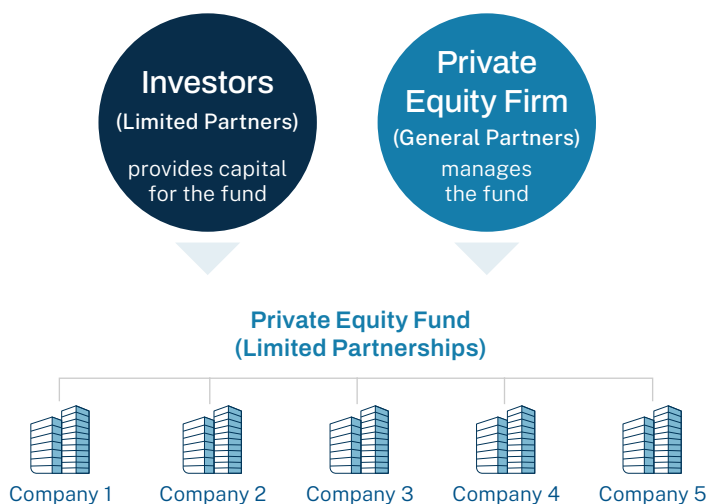 Investors
(Limited Partners)
provides capital
for the fund
Private
Equity Firm
(General Partners)
manages
the fund
Private Equity Fund
(Limited Partnerships)
Company 1
Company 2
Company 3
Company 4
Company 5